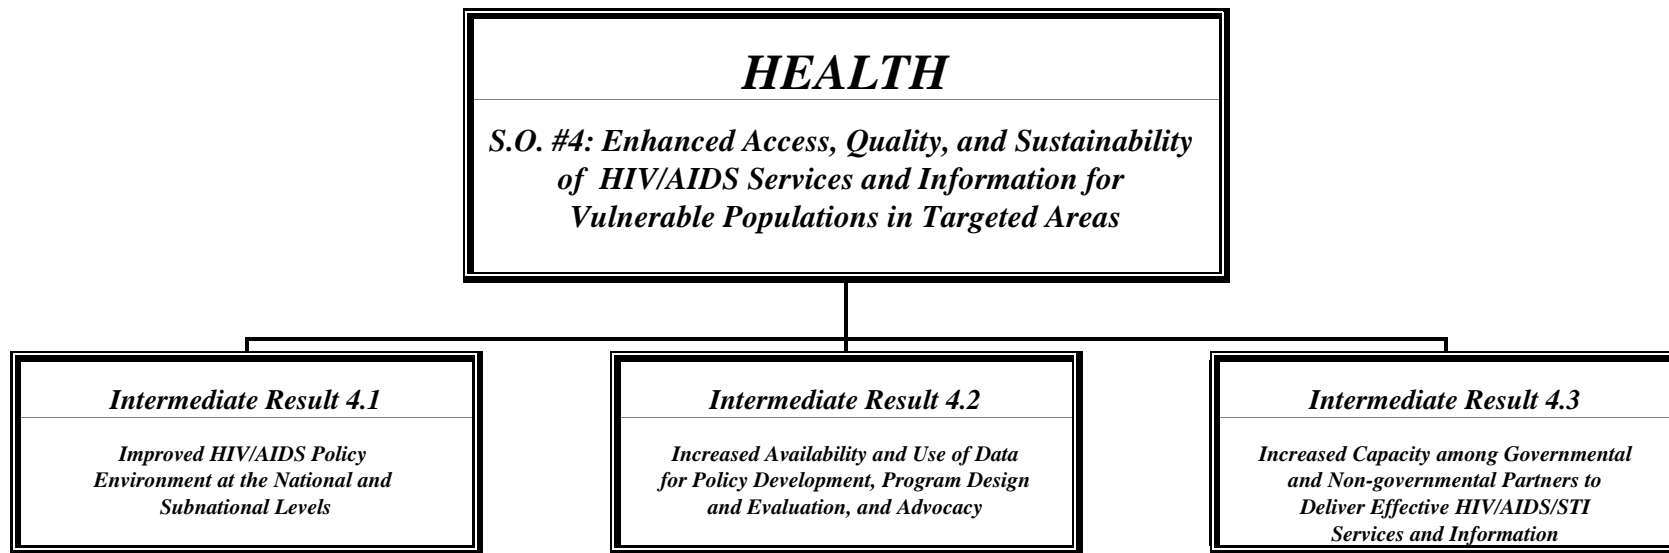 HEALTH
S.O. #4: Enhanced Access, Quality, and Sustainability
of HIV/AIDS Services and Information for
Vulnerable Populations in Targeted Areas
Intermediate Result 4.1
Improved HIV/AIDS Policy
Environment at the National and
Subnational Levels
Intermediate Result 4.2
Increased Availability and Use of Data
for Policy Development, Program Design
and Evaluation, and Advocacy
Intermediate Result 4.3
Increased Capacity among Governmental
and Non-governmental Partners to
Deliver Effective HIV/AIDS/STI
Services and Information